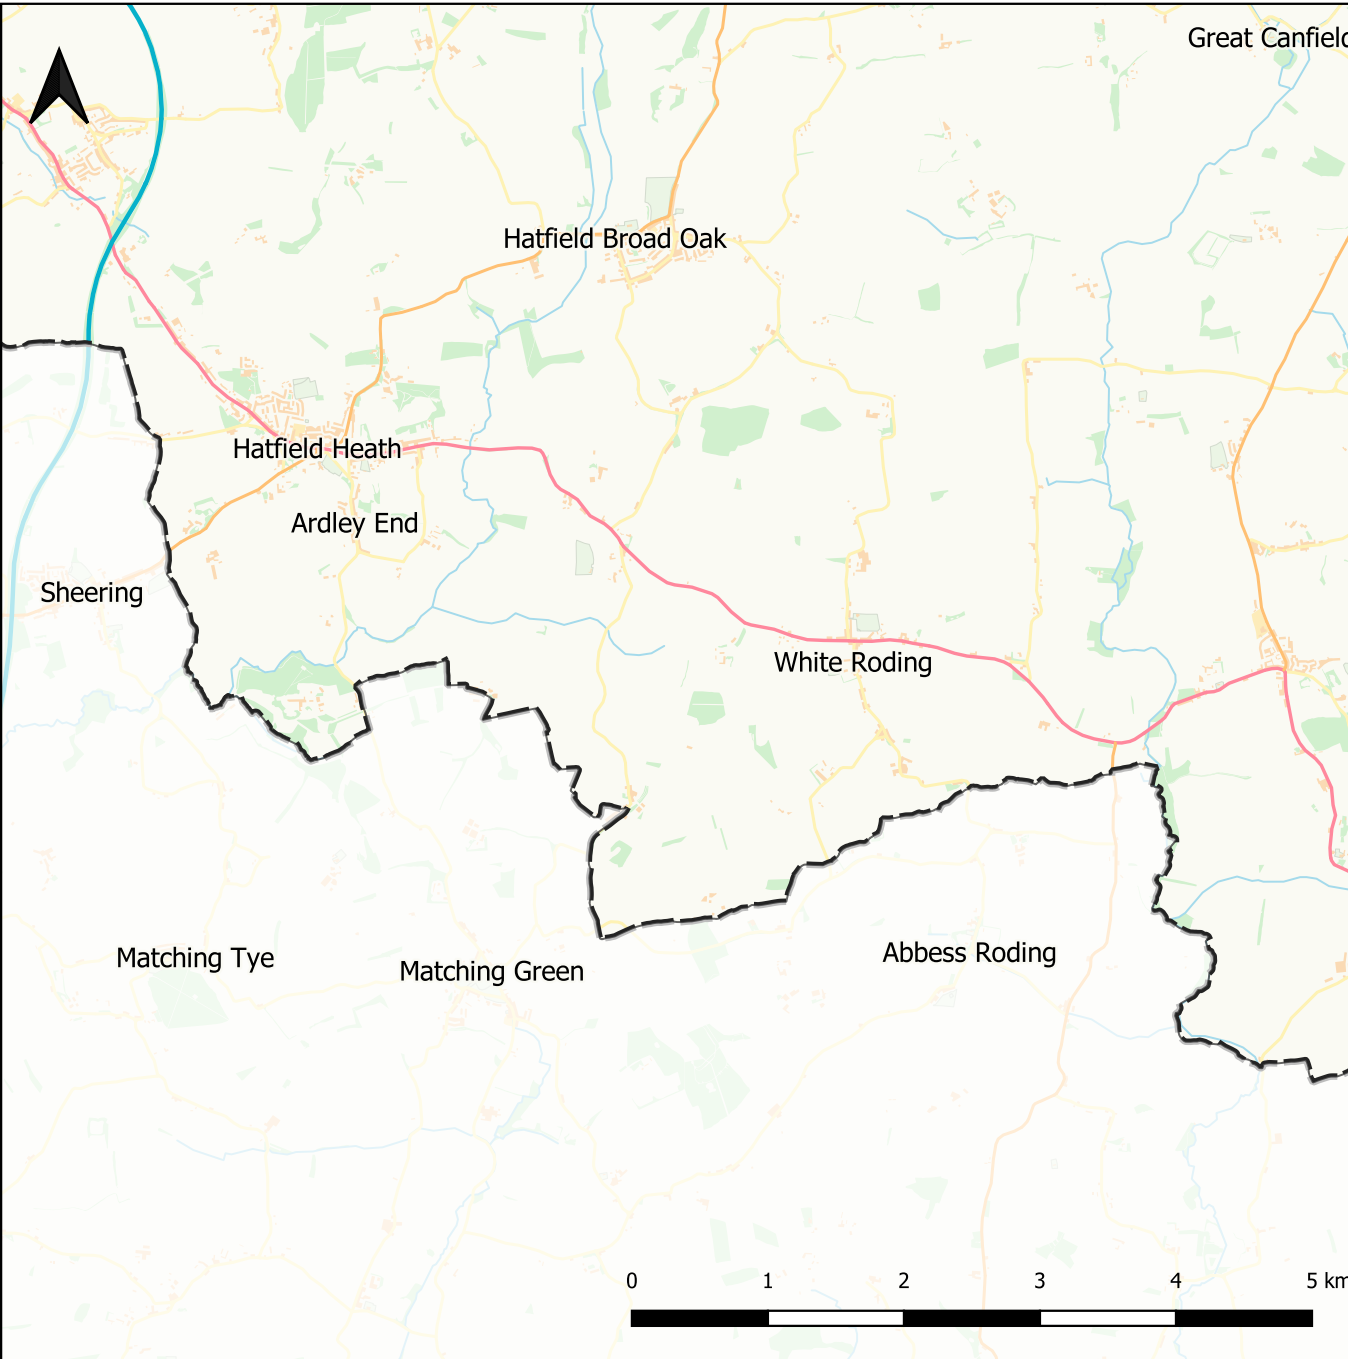 Great Canfield
Hatfield Broad Oak
Hatfield Heath
Ardley End
Sheering
White Roding
Matching Tye
Matching Green
Abbess Roding
0 1 2 3 4 5 km